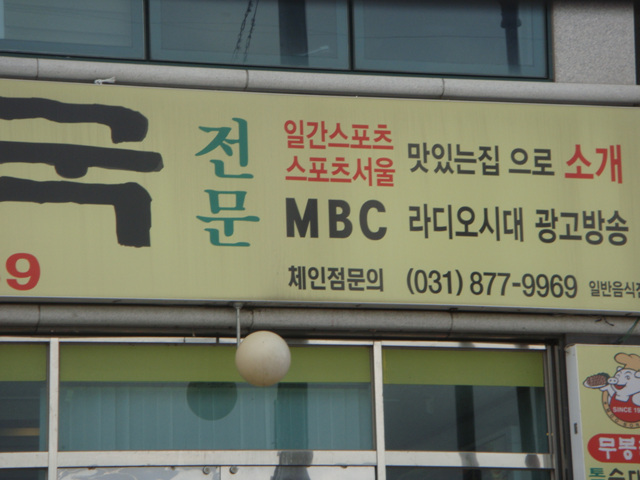 국 전문
일간스포츠
스포츠서울 맛있는집 으로 소개
MBC 라디오시대 광고방송
9
체인점문의 (031) 877-9969 일반음식점
SINCE
무봉